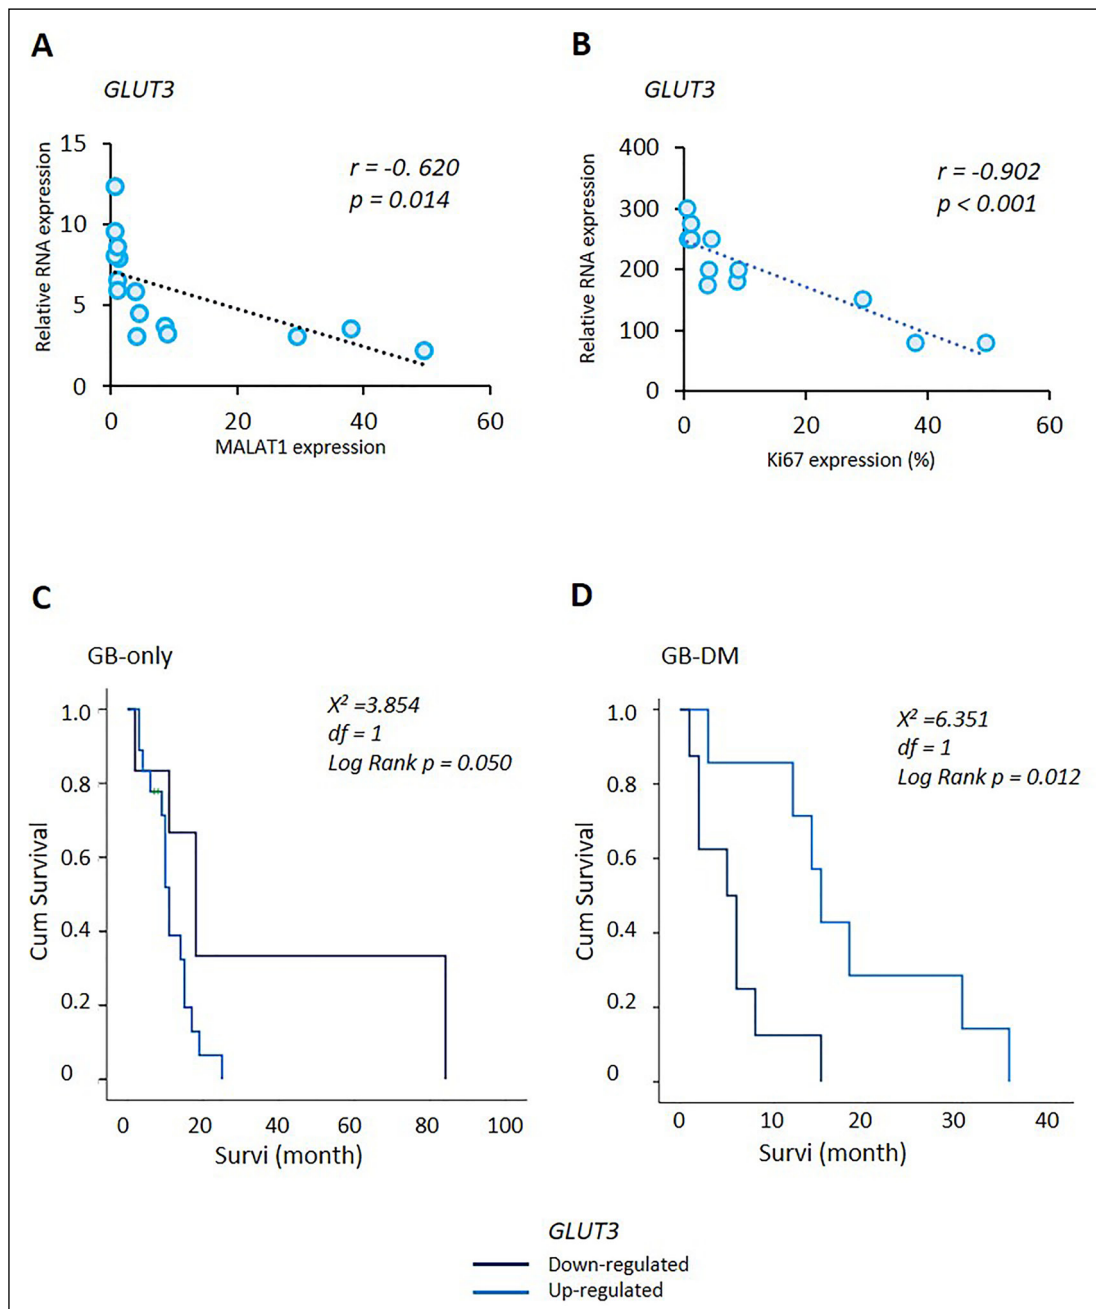 A
GLUT3
15
10
5
0
Relative RNA expression
r = -0. 620
p = 0.014
0 20 40 60
MALAT1 expression
B
GLUT3
400
300
200
100
0
Relative RNA expression
r = -0.902
p < 0.001
0 20 40 60
Ki67 expression (%)
C
GB-only
1.0
0.8
0.6
0.4
0.2
0
Cum Survival
X² =3.854
df = 1
Log Rank p = 0.050
0 20 40 60 80 100
Survi (month)
D
GB-DM
1.0
0.8
0.6
0.4
0.2
0
Cum Survival
X² =6.351
df = 1
Log Rank p = 0.012
0 10 20 30 40
Survi (month)
GLUT3
Down-regulated
Up-regulated